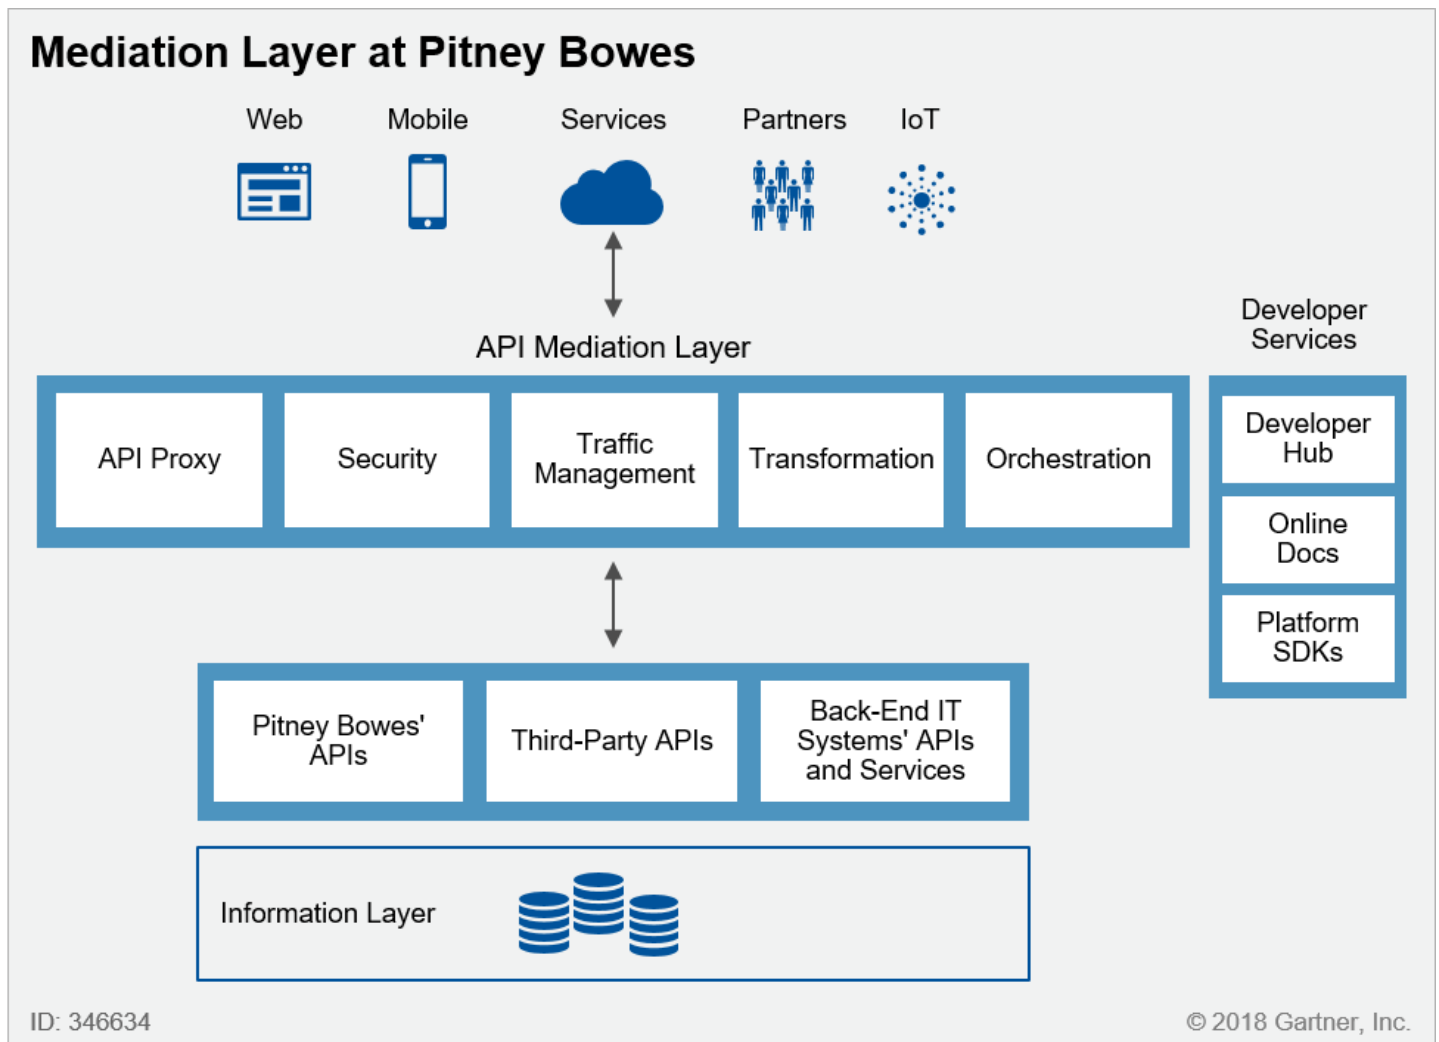 Mediation Layer at Pitney Bowes
Web
Mobile
Services
Partners
IoT
API Mediation Layer
API Proxy
Security
Traffic
Management
Transformation
Orchestration
Developer
Services
Developer
Hub
Online
Docs
Platform
SDKs
Pitney Bowes'
APIs
Third-Party APIs
Back-End IT
Systems' APIs
and Services
Information Layer
ID: 346634
© 2018 Gartner, Inc.